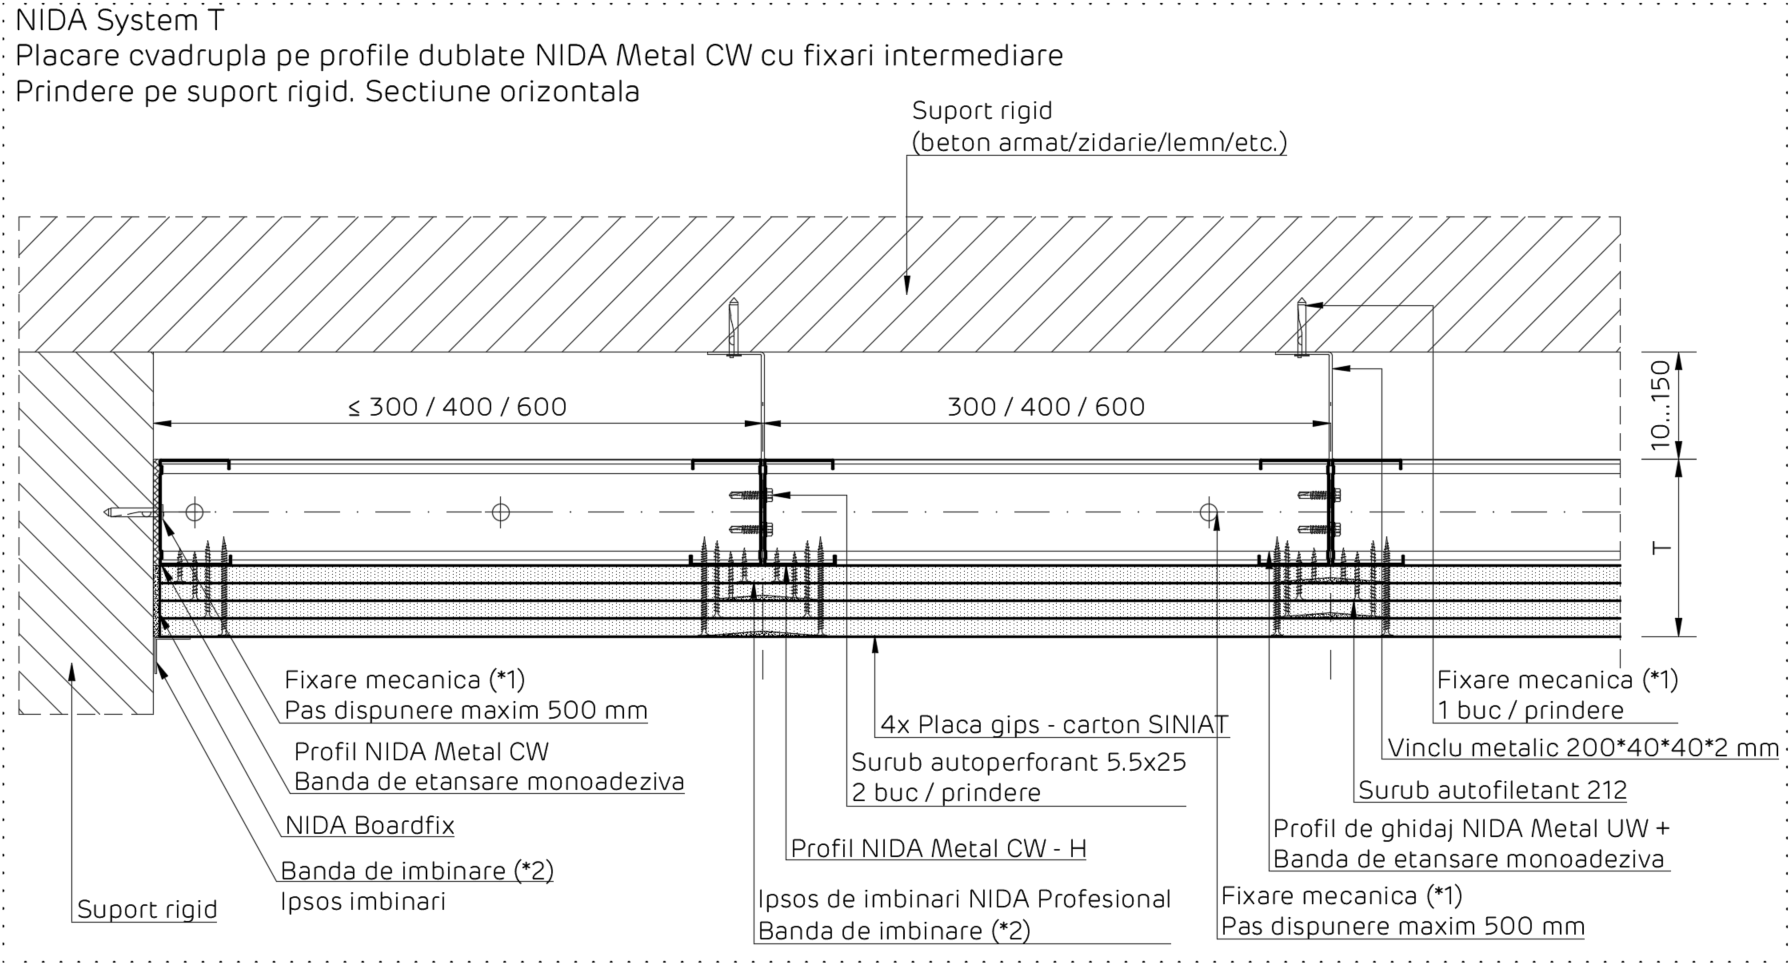 NIDA System T
Placare cvadrupla pe profile dublate NIDA Metal CW cu fixari intermediare
Prindere pe suport rigid. Sectiune orizontala
Suport rigid
(beton armat/zidarie/lemn/etc.)
≤ 300 / 400 / 600
300 / 400 / 600
10...150
T
Fixare mecanica (*1)
Pas dispunere maxim 500 mm
Profil NIDA Metal CW
Banda de etansare monoadeziva
NIDA Boardfix
Banda de imbinare (*2)
Ipsos imbinari
Suport rigid
4x Placa gips - carton SINIAT
Surub autoperforant 5.5x25
2 buc / prindere
Profil NIDA Metal CW - H
Ipsos de imbinari NIDA Profesional
Banda de imbinare (*2)
Fixare mecanica (*1)
1 buc / prindere
Vinclu metalic 200*40*40*2 mm
Surub autofiletant 212
Profil de ghidaj NIDA Metal UW +
Banda de etansare monoadeziva
Fixare mecanica (*1)
Pas dispunere maxim 500 mm